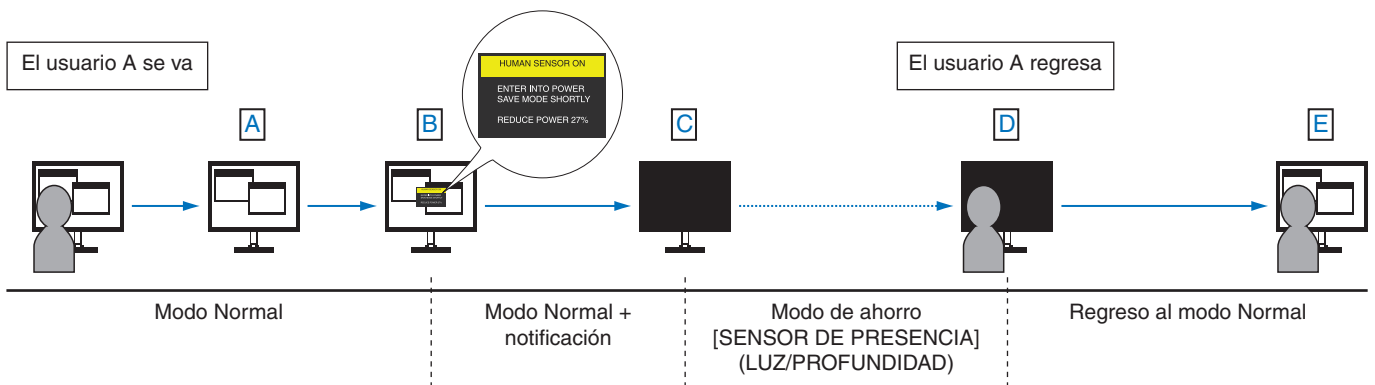 El usuario A se va
HUMAN SENSOR ON
ENTER INTO POWER
SAVE MODE SHORTLY
REDUCE POWER 27%
El usuario A regresa
A
B
C
D
E
Modo Normal
Modo Normal +
notificación
Modo de ahorro
[SENSOR DE PRESENCIA]
(LUZ/PROFUNDIDAD)
Regreso al modo Normal